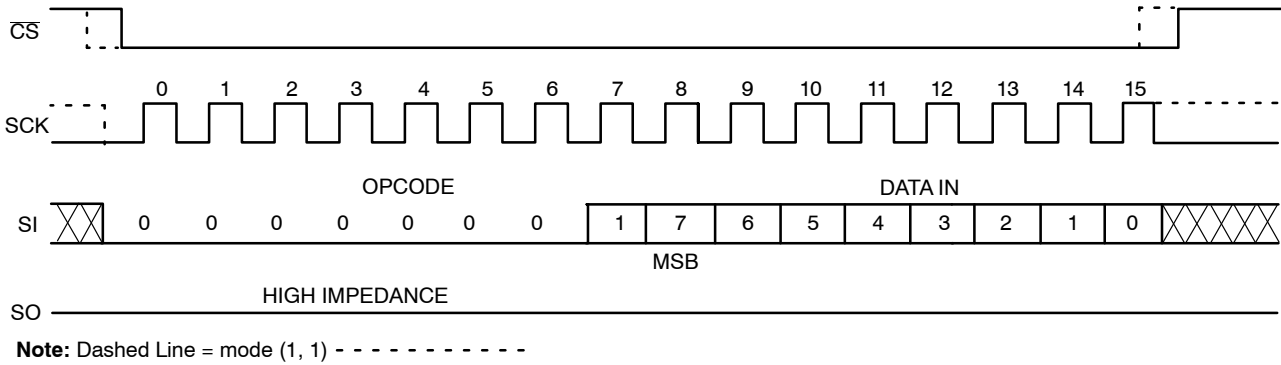 CS
0 1 2 3 4 5 6 7 8 9 10 11 12 13 14 15
SCK
OPCODE DATA IN
SI 0 0 0 0 0 0 0 1 7 6 5 4 3 2 1 0
MSB
HIGH IMPEDANCE
SO
Note: Dashed Line = mode (1, 1) - - - - - - - - - - - -